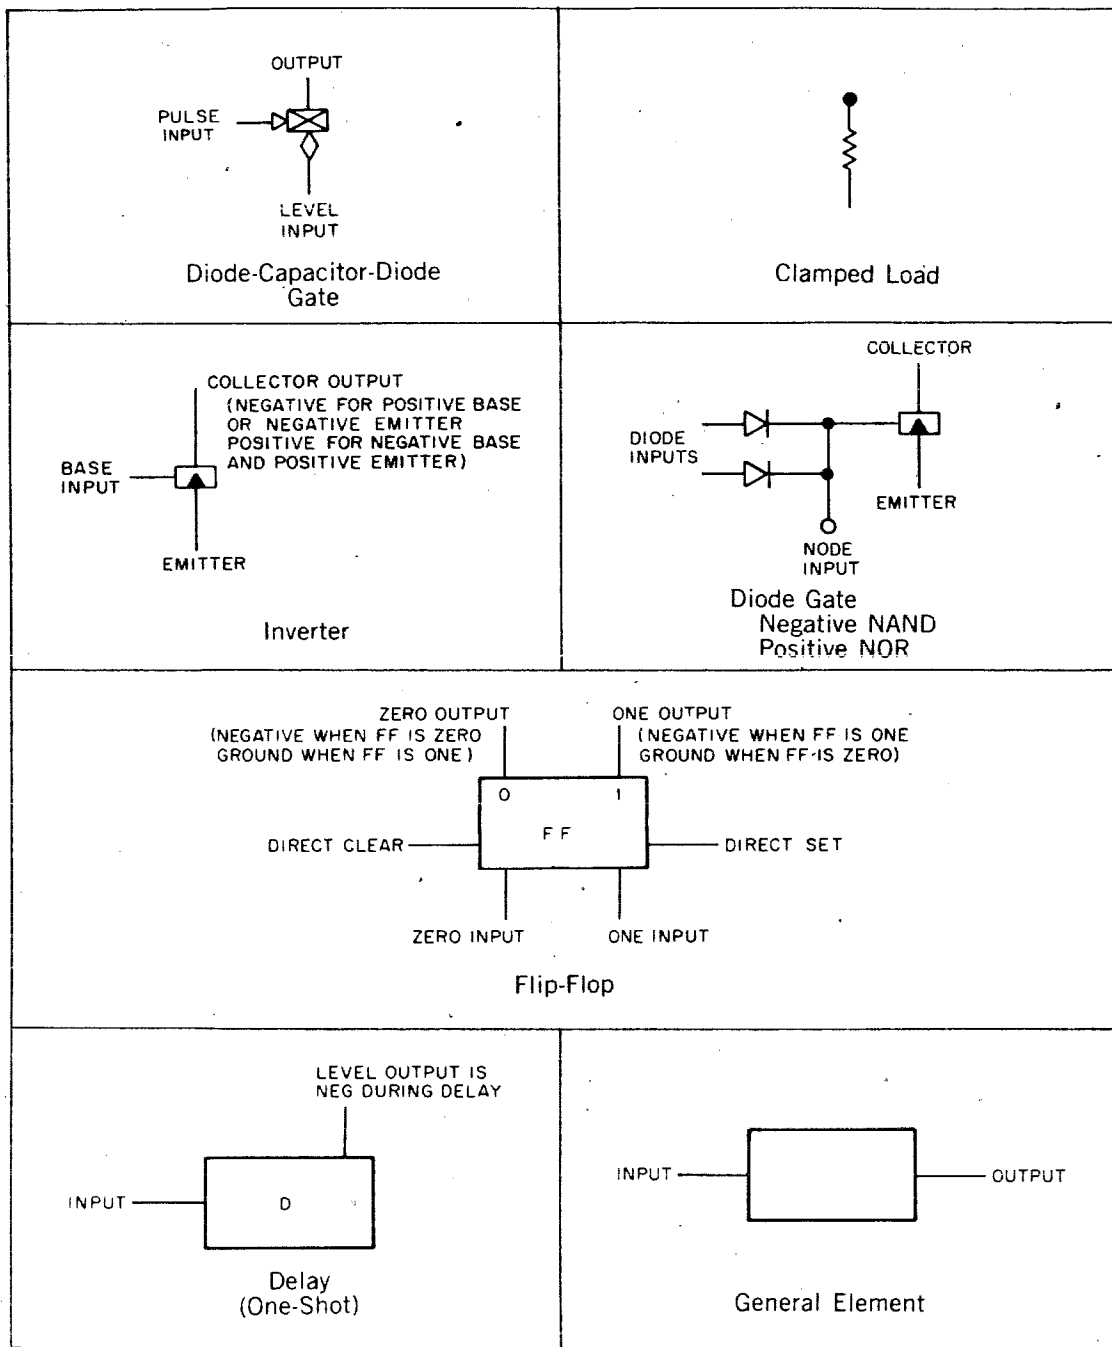 OUTPUT
PULSE
INPUT
LEVEL
INPUT
Diode-Capacitor-Diode
Gate
Clamped Load
COLLECTOR OUTPUT
(NEGATIVE FOR POSITIVE BASE
OR NEGATIVE EMITTER
POSITIVE FOR NEGATIVE BASE
AND POSITIVE EMITTER)
BASE
INPUT
EMITTER
Inverter
COLLECTOR
DIODE
INPUTS
EMITTER
NODE
INPUT
Diode Gate
Negative NAND
Positive NOR
ZERO OUTPUT
(NEGATIVE WHEN FF IS ZERO
GROUND WHEN FF IS ONE)
ONE OUTPUT
(NEGATIVE WHEN FF IS ONE
GROUND WHEN FF IS ZERO)
0 1
FF
DIRECT CLEAR
DIRECT SET
ZERO INPUT
ONE INPUT
Flip-Flop
LEVEL OUTPUT IS
NEG DURING DELAY
INPUT
D
Delay
(One-Shot)
INPUT
OUTPUT
General Element